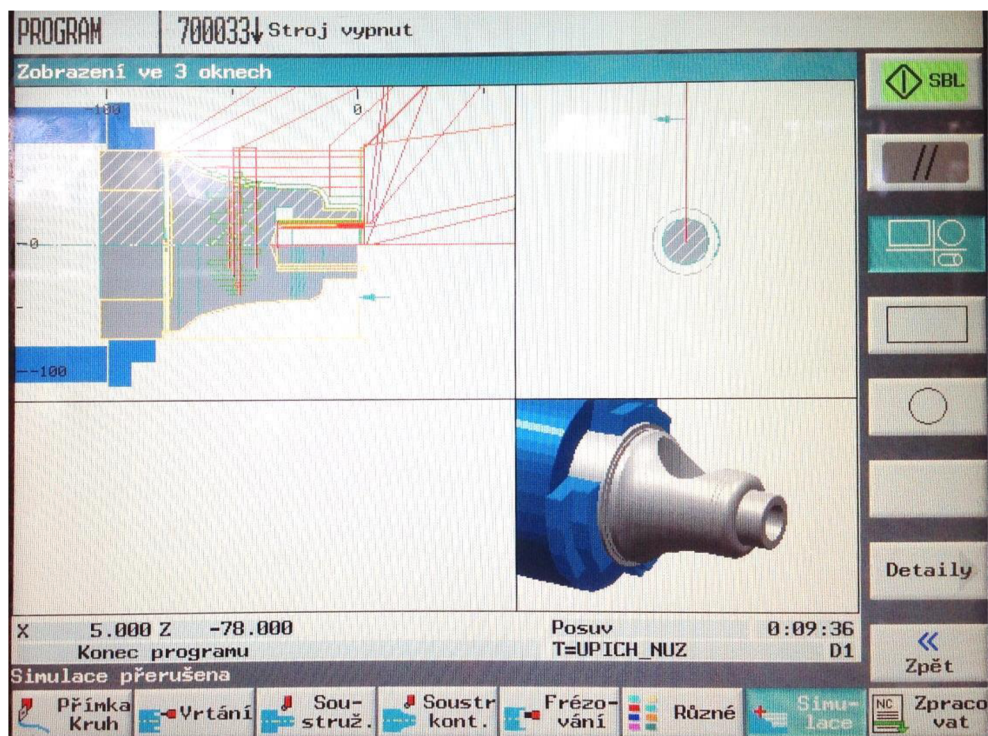 PROGRAM
700033 Stroj vypnut
Zobrazení ve 3 oknech
SBL
-100
0
//
0
-100
Detaily
X 5.000 Z -78.000
Posuv 0:09:36
Konec programu
T=UPICH_NUZ D1
Simulace přerušena
Zpět
Přímka
Kruh
Vrtání
Sou-
struž.
Soustr
kont.
Frézo-
vání
Různé
Simu-
lace
NC
Zpraco
vat